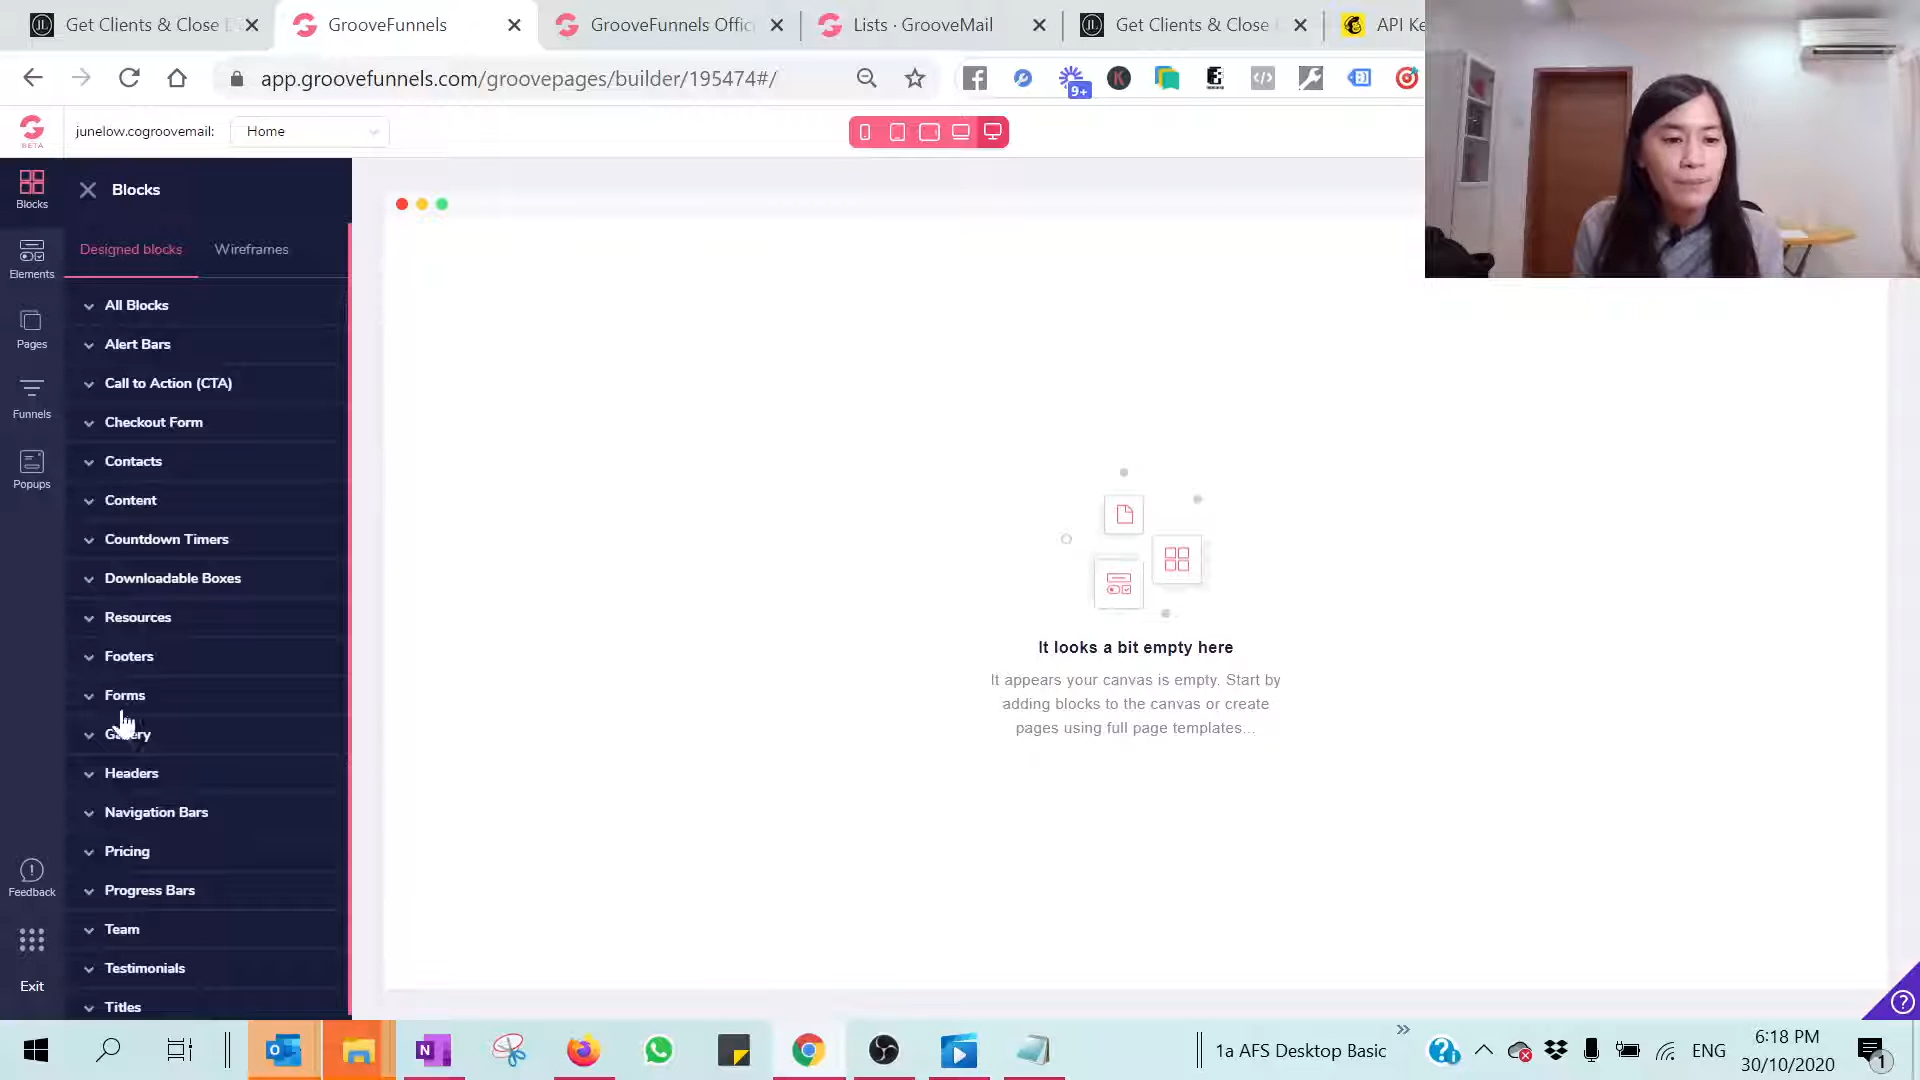 Get Clients & Close
GrooveFunnels
GrooveFunnels Offic
Lists · GrooveMail
Get Clients & Close
API Ke
app.groovefunnels.com/groovepages/builder/195474#/
9+
BETA
junelow.cogroovemail:
Home
Blocks
Elements
Pages
Funnels
Popups
Feedback
Exit
Blocks
Designed blocks
Wireframes
All Blocks
Alert Bars
Call to Action (CTA)
Checkout Form
Contacts
Content
Countdown Timers
Downloadable Boxes
Resources
Footers
Forms
Gallery
Headers
Navigation Bars
Pricing
Progress Bars
Team
Testimonials
Titles
It looks a bit empty here
It appears your canvas is empty. Start by
adding blocks to the canvas or create
pages using full page templates...
1a AFS Desktop Basic
ENG
6:18 PM
30/10/2020
1